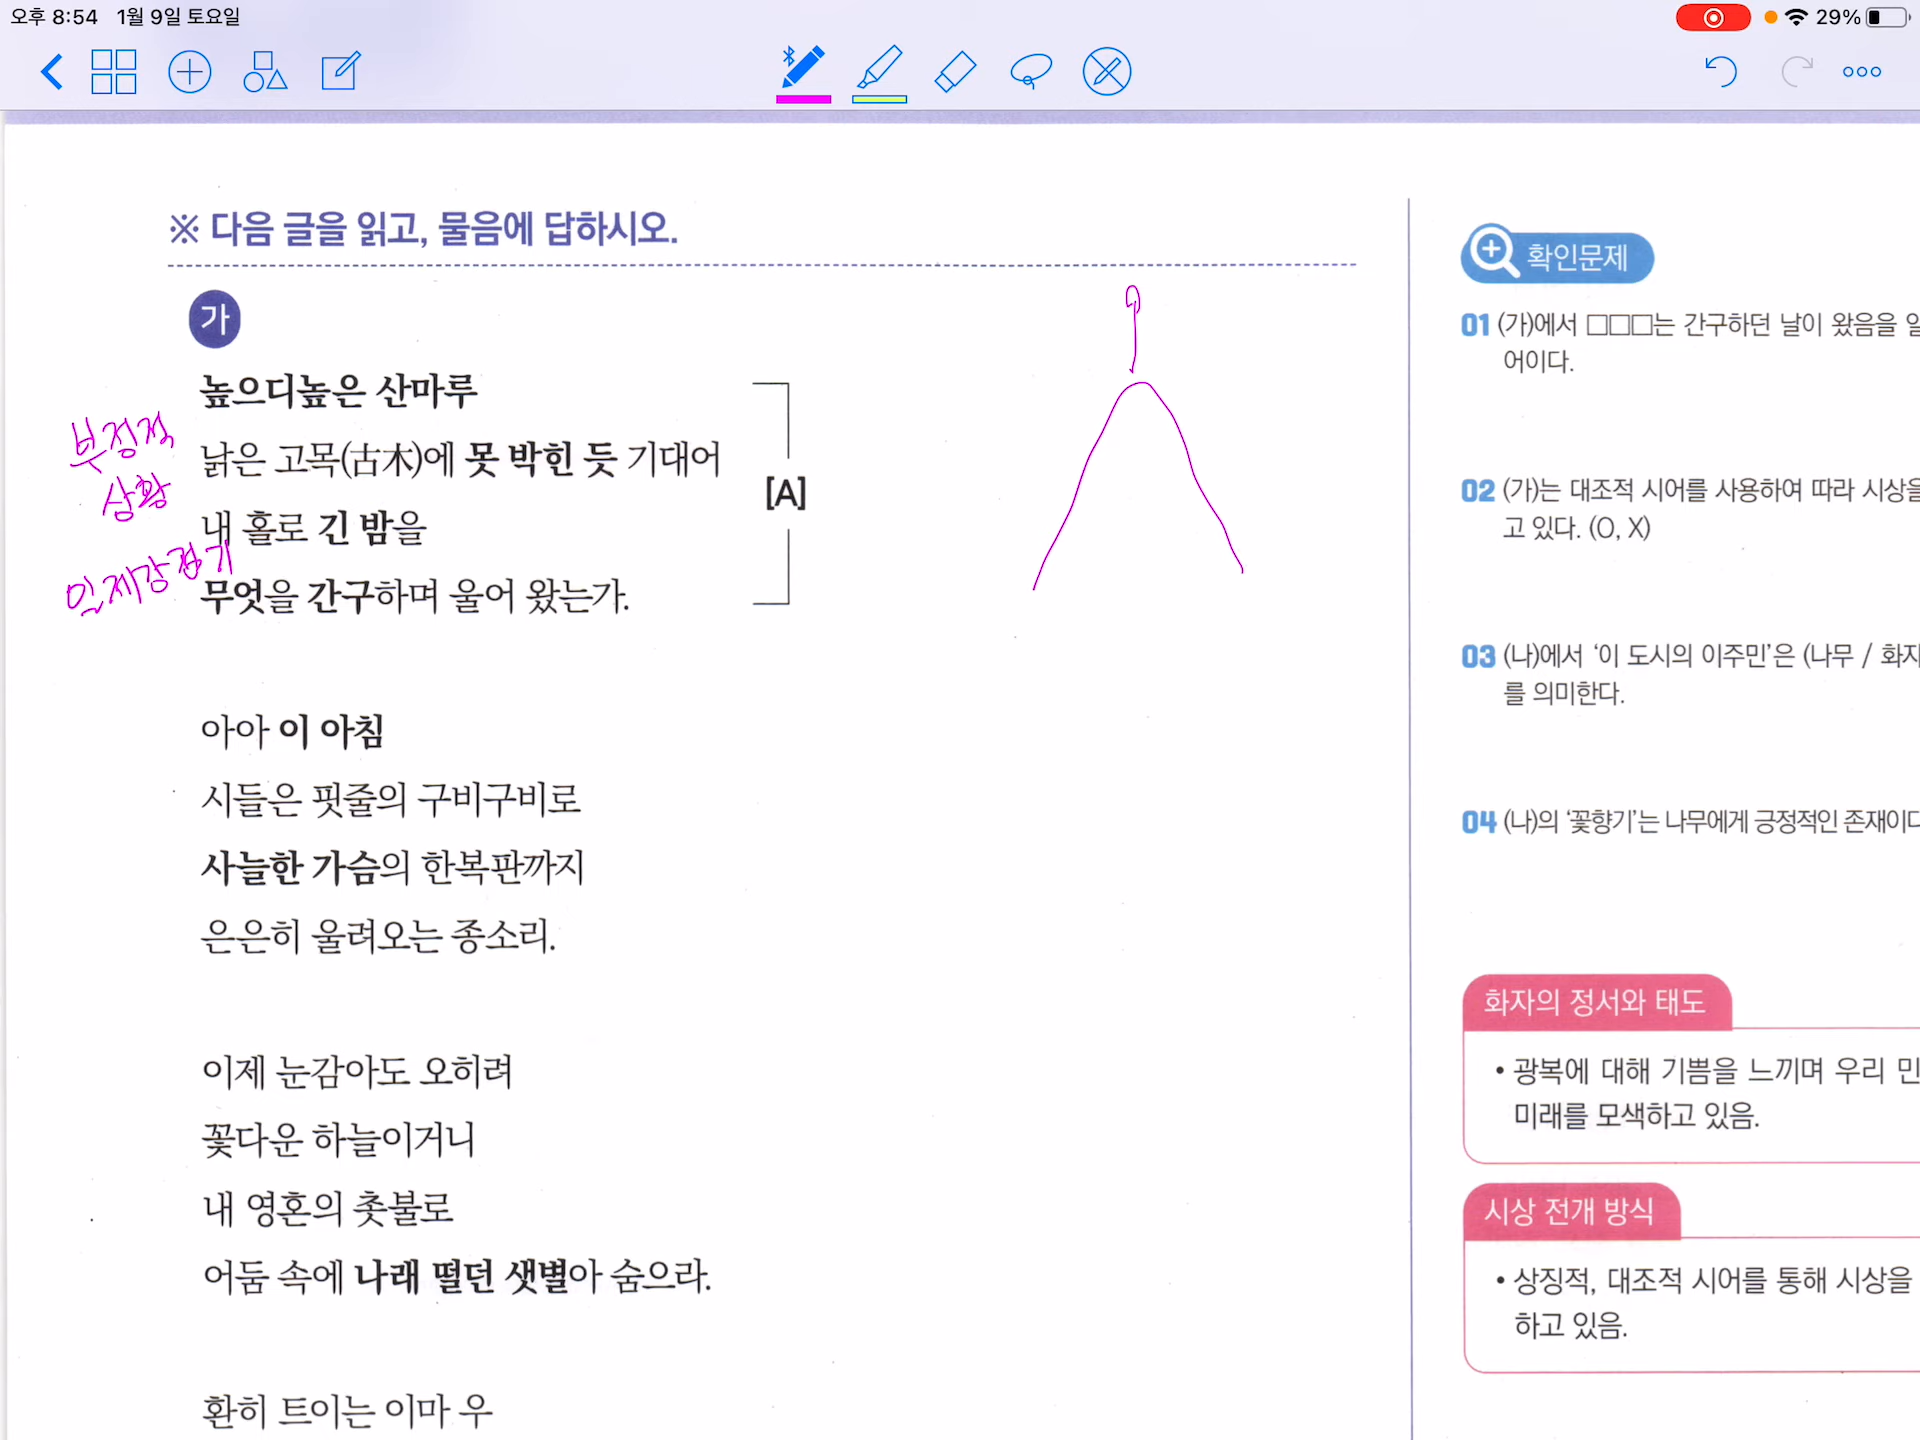 오후 8:54 1월 9일 토요일
29%
※ 다음 글을 읽고, 물음에 답하시오.
가
높으디높은 산마루
낡은 고목(古木)에 못 박힌 듯 기대어
내 홀로 긴 밤을
무엇을 간구하며 울어 왔는가.
[A]
부정적
상황
일제강점기
아아 이 아침
시들은 핏줄의 구비구비로
사늘한 가슴의 한복판까지
은은히 울려오는 종소리.
이제 눈감아도 오히려
꽃다운 하늘이거니
내 영혼의 촛불로
어둠 속에 나래 떨던 샛별아 숨으라.
환히 트이는 이마 우
확인문제
01 (가)에서 □□□는 간구하던 날이 왔음을
어이다.
02 (가)는 대조적 시어를 사용하여 따라 시상을
고 있다. (O, X)
03 (나)에서 ‘이 도시의 이주민’은 (나무 / 화자
를 의미한다.
04 (나)의 ‘꽃향기’는 나무에게 긍정적인 존재이다
화자의 정서와 태도
• 광복에 대해 기쁨을 느끼며 우리 민
미래를 모색하고 있음.
시상 전개 방식
• 상징적, 대조적 시어를 통해 시상을
하고 있음.